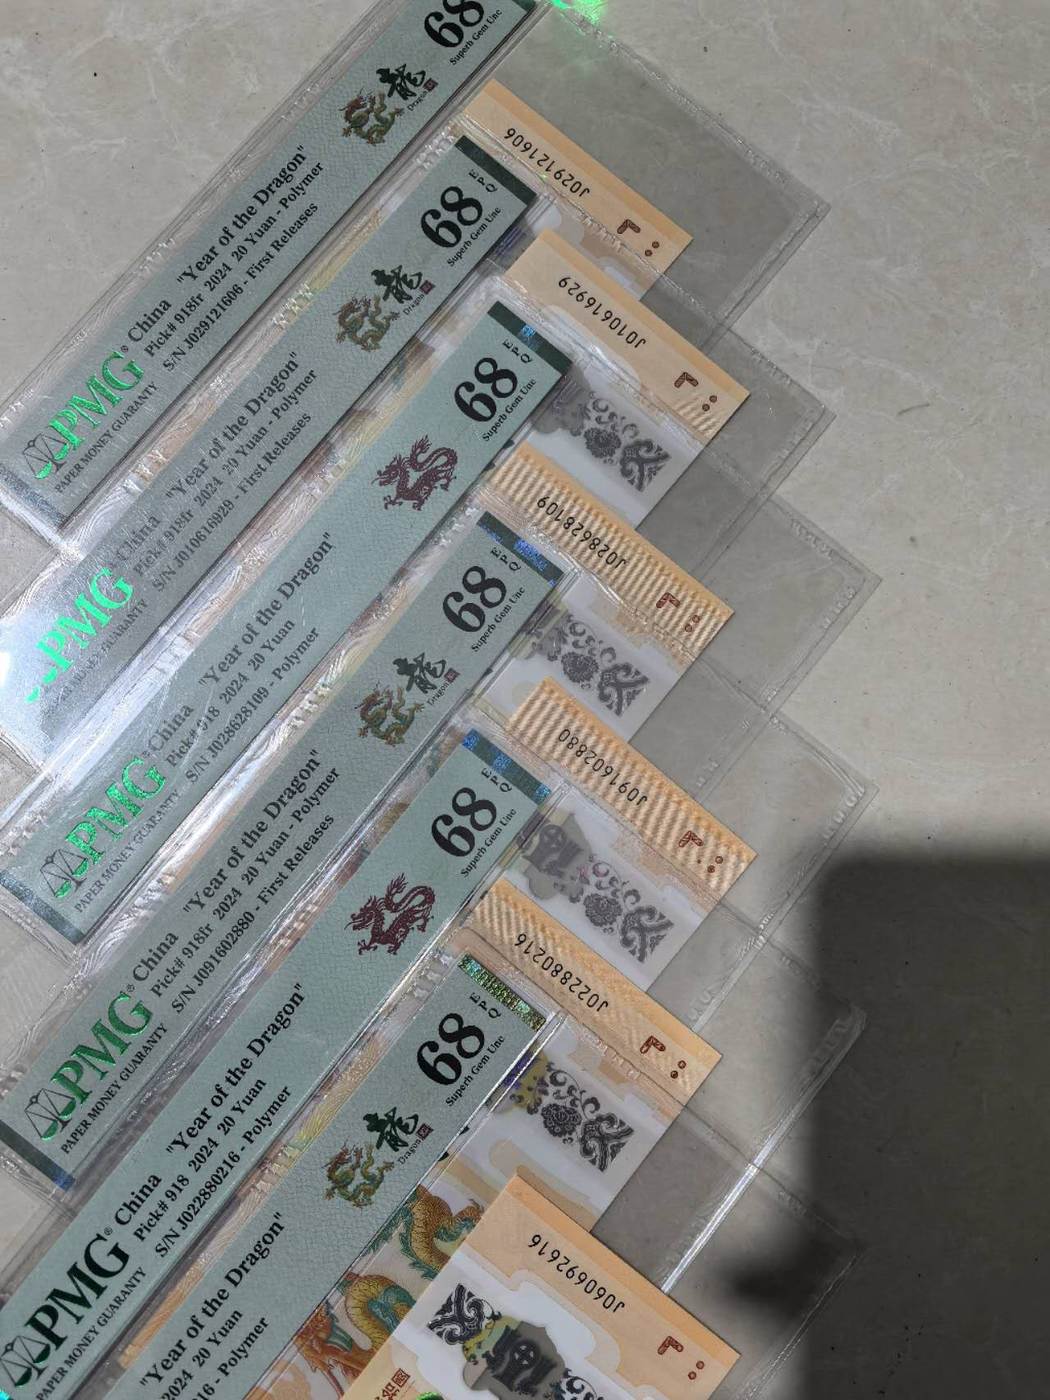 68
Superb Gem Unc
龍
Dragon
PMG® China "Year of the Dragon"
Pick# 918fr 2024 20 Yuan - Polymer
PAPER MONEY GUARANTY S/N J029121606 - First Releases
J029121606
68
EPQ
Superb Gem Unc
龍
Dragon
PMG China "Year of the Dragon"
Pick# 918fr 2024 20 Yuan - Polymer
GUARANTY S/N J010616929 - First Releases
J010616929
68
EPQ
Superb Gem Unc
PMG® China "Year of the Dragon"
Pick# 918 2024 20 Yuan
PAPER MONEY GUARANTY S/N J028628109 - Polymer
J028628109
68
EPQ
Superb Gem Unc
龍
Dragon
PMG® China "Year of the Dragon"
Pick# 918fr 2024 20 Yuan - Polymer
PAPER MONEY GUARANTY S/N J091602880 - First Releases
J091602880
68
EPQ
Superb Gem Unc
PMG® China "Year of the Dragon"
Pick# 918 2024 20 Yuan
PAPER MONEY GUARANTY S/N J022880216 - Polymer
J022880216
68
EPQ
Superb Gem Unc
龍
Dragon
"Year of the Dragon"
2024 20 Yuan
16 - Polymer
J060692616